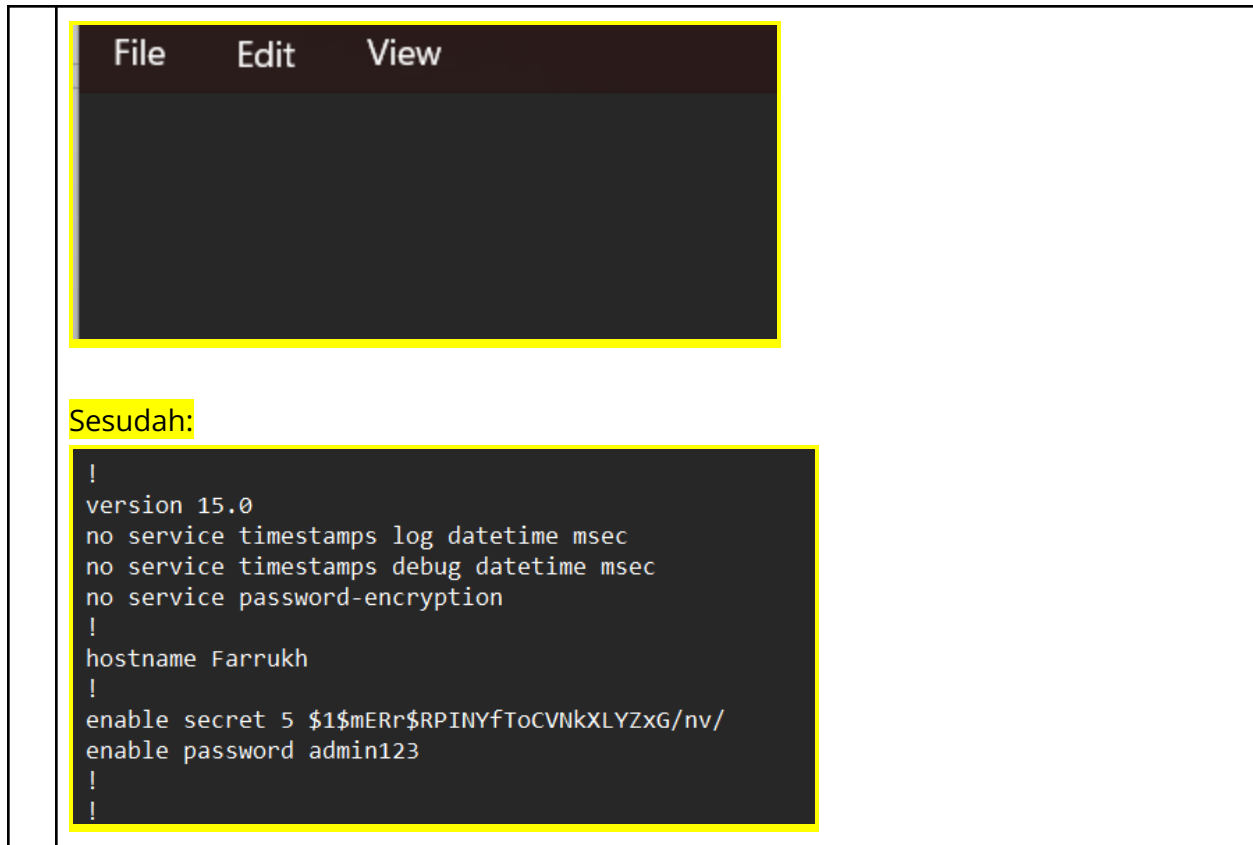 File Edit View
Sesudah:
!
version 15.0
no service timestamps log datetime msec
no service timestamps debug datetime msec
no service password-encryption
!
hostname Farrukh
!
enable secret 5 $1$mERr$RPINYfToCVNkXLYZxG/nv/
enable password admin123
!
!